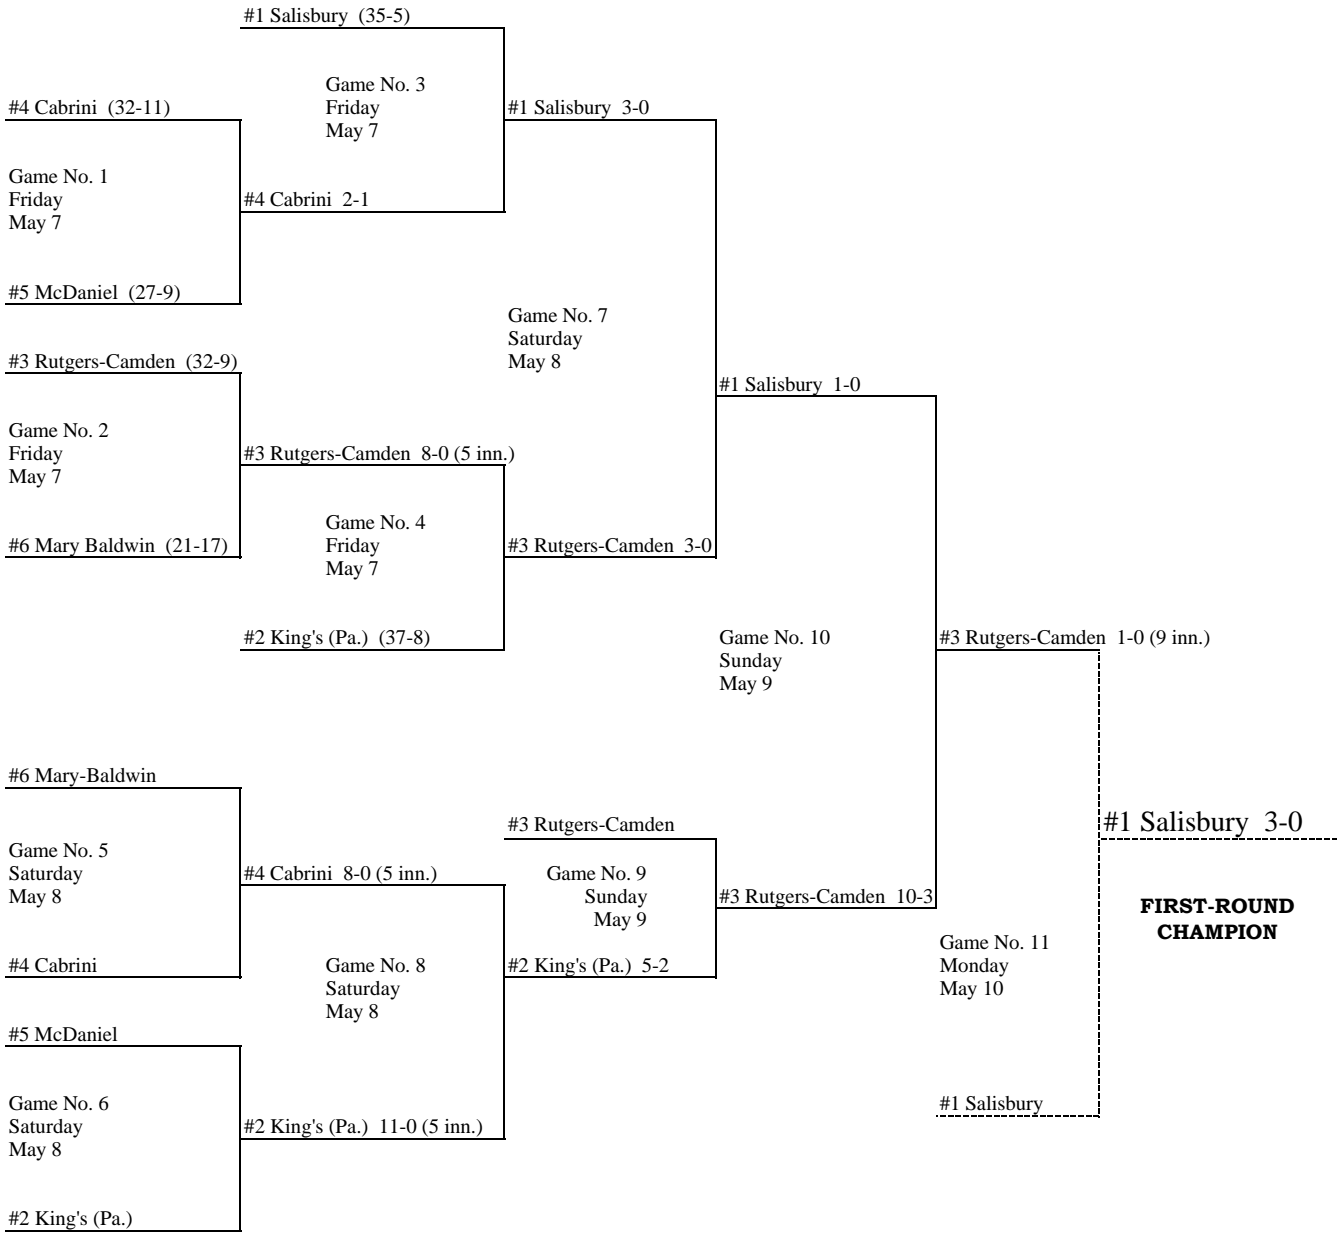 #1 Salisbury (35-5)
Game No. 3
Friday
May 7
#4 Cabrini (32-11)
#1 Salisbury 3-0
Game No. 1
Friday
May 7
#4 Cabrini 2-1
#5 McDaniel (27-9)
Game No. 7
Saturday
May 8
#3 Rutgers-Camden (32-9)
#1 Salisbury 1-0
Game No. 2
Friday
May 7
#3 Rutgers-Camden 8-0 (5 inn.)
Game No. 4
Friday
May 7
#6 Mary Baldwin (21-17)
#3 Rutgers-Camden 3-0
#2 King's (Pa.) (37-8)
Game No. 10
Sunday
May 9
#3 Rutgers-Camden 1-0 (9 inn.)
#6 Mary-Baldwin
#3 Rutgers-Camden
#1 Salisbury 3-0
Game No. 5
Saturday
May 8
#4 Cabrini 8-0 (5 inn.)
Game No. 9
Sunday
May 9
#3 Rutgers-Camden 10-3
FIRST-ROUND
CHAMPION
#4 Cabrini
Game No. 8
Saturday
May 8
#2 King's (Pa.) 5-2
Game No. 11
Monday
May 10
#5 McDaniel
Game No. 6
Saturday
May 8
#2 King's (Pa.) 11-0 (5 inn.)
#1 Salisbury
#2 King's (Pa.)